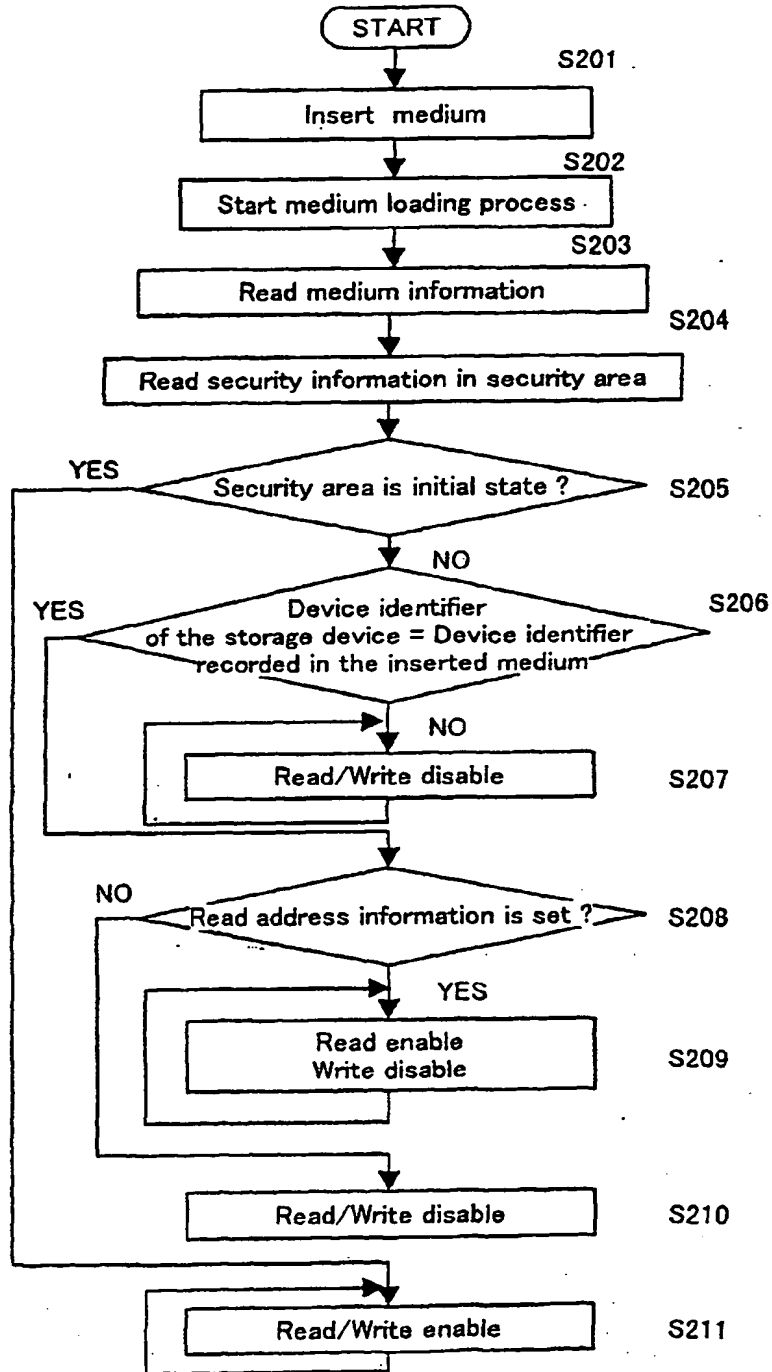 START
S201
Insert medium
S202
Start medium loading process
S203
Read medium information
S204
Read security information in security area
YES
Security area is initial state ?
S205
NO
YES
S206
Device identifier
of the storage device = Device identifier
recorded in the inserted medium
NO
Read/Write disable
S207
NO
Read address information is set ?
S208
YES
Read enable
Write disable
S209
Read/Write disable
S210
Read/Write enable
S211